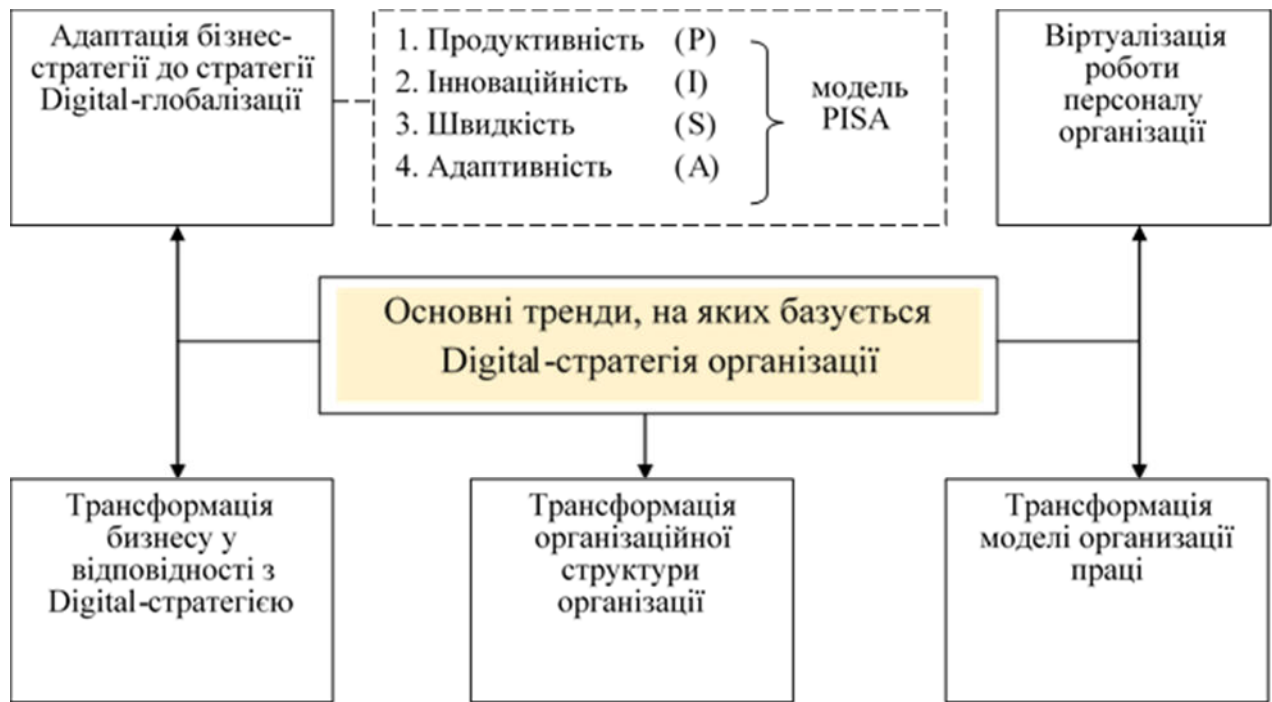 Адаптація бізнес-
стратегії до стратегії
Digital-глобалізації
1. Продуктивність (P)
2. Інноваційність (I)
3. Швидкість (S)
4. Адаптивність (A)
модель
PISA
Віртуалізація
роботи
персоналу
організації
Основні тренди, на яких базується
Digital-стратегія організації
Трансформація
бизнесу у
відповідності з
Digital-стратегією
Трансформація
організаційної
структури
організації
Трансформація
моделі организації
праці